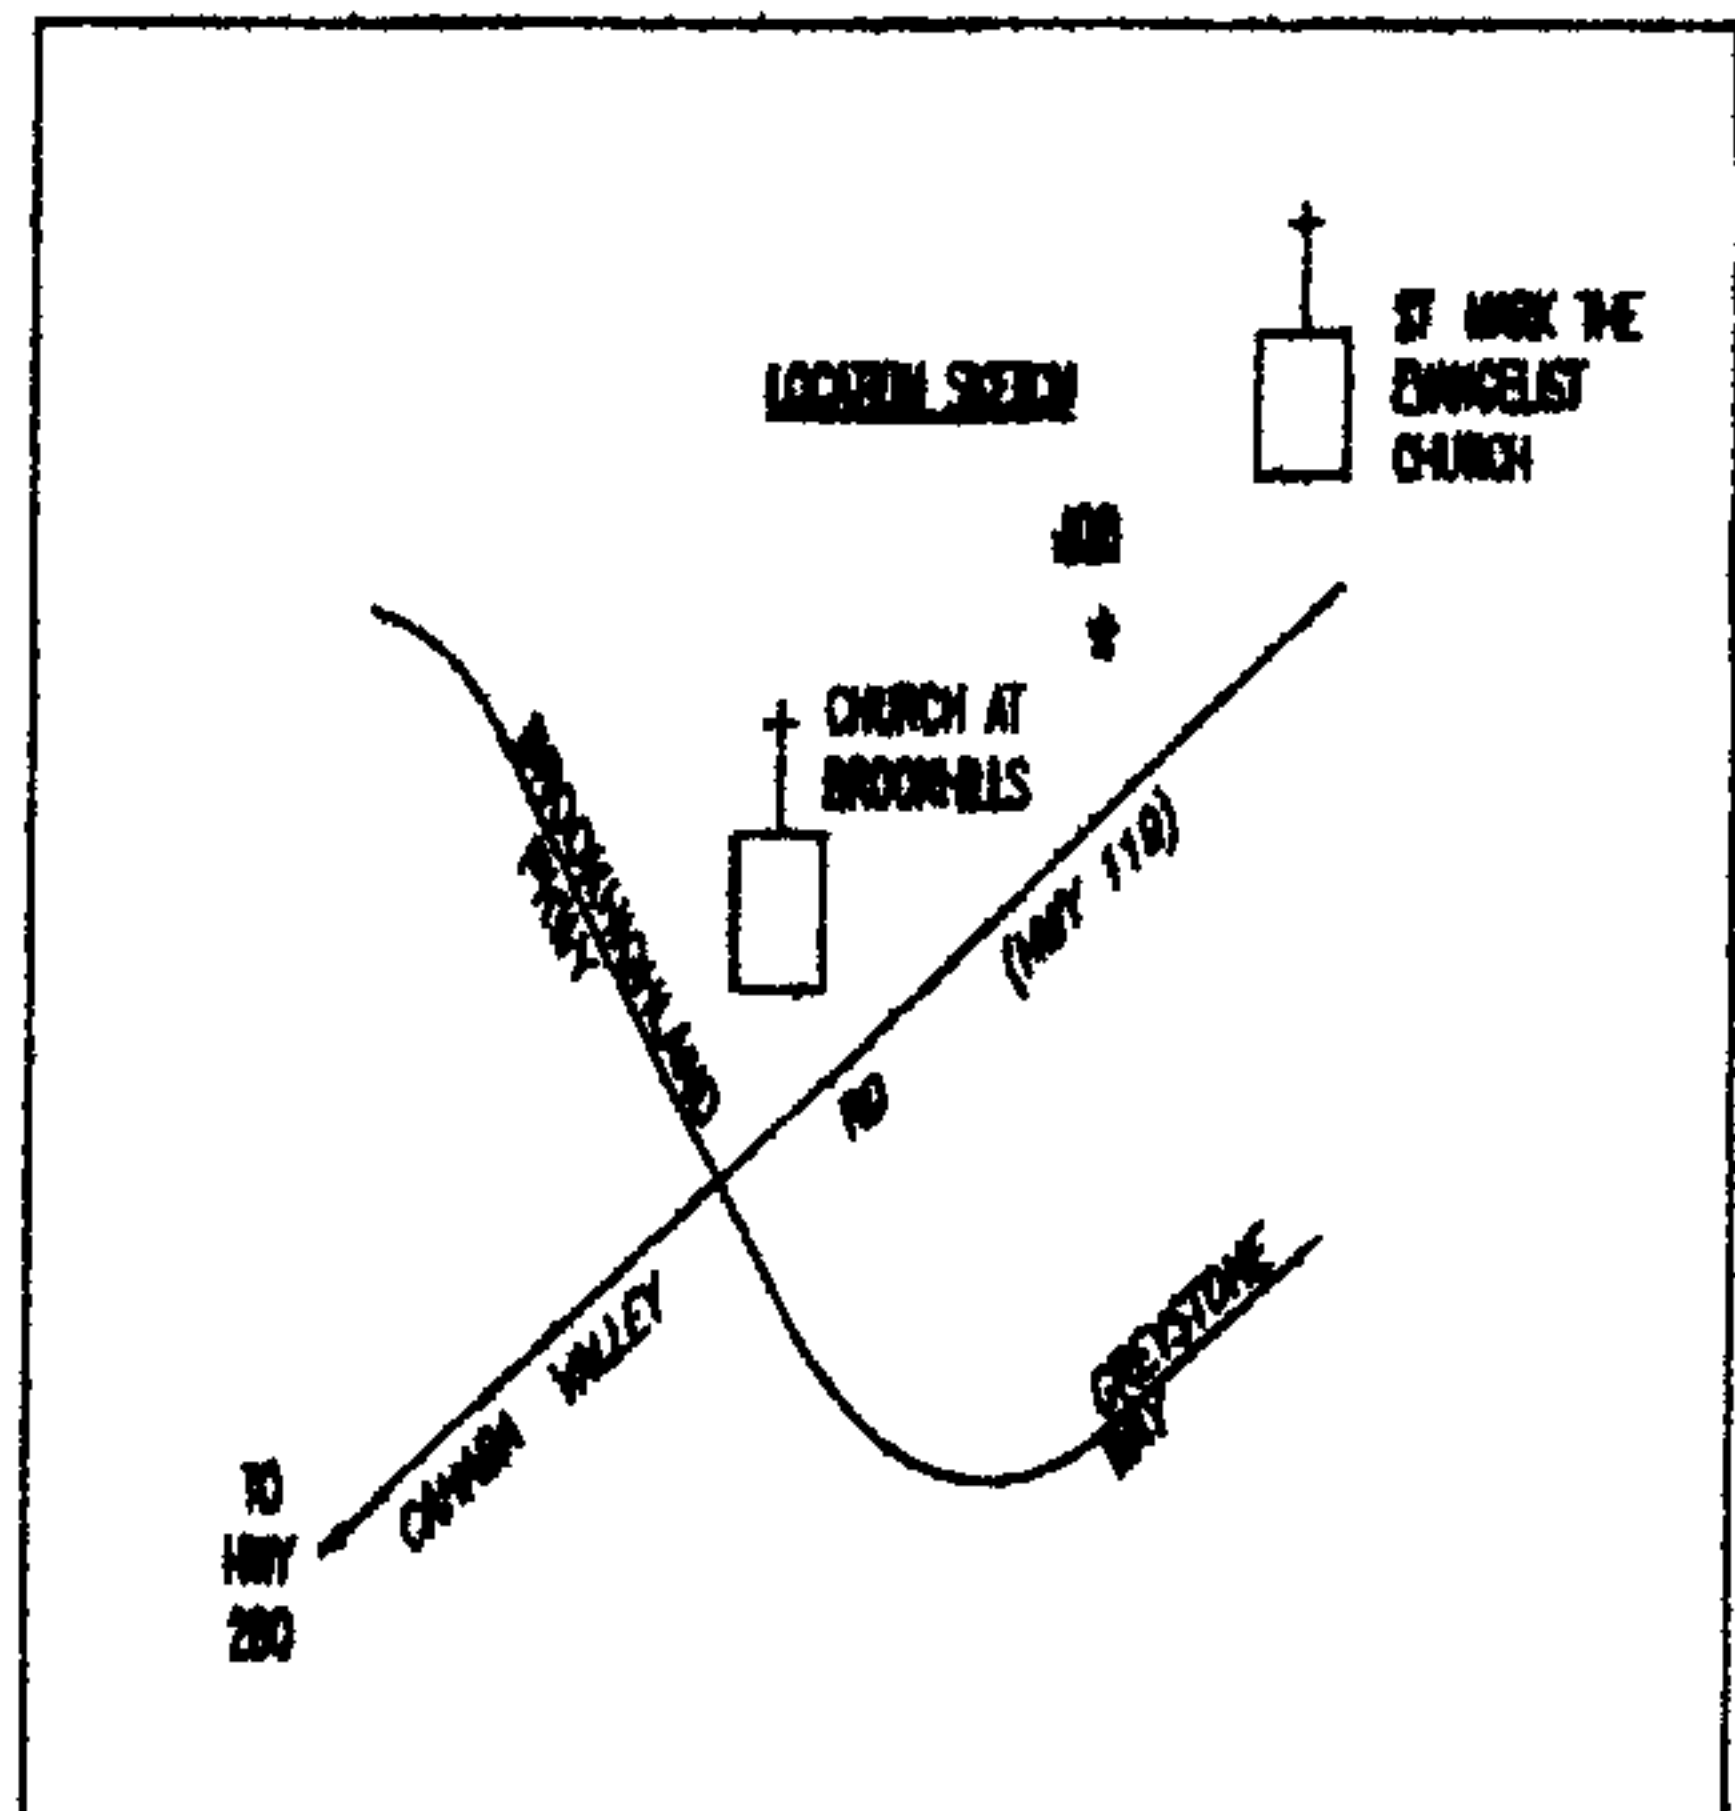 LOCATION SKETCH
ST MARK THE
EVANGELIST
CHURCH
CHURCH AT
BROOKHILLS
(HWY 119)
RD
VALLEY
CAHABA
GREYSTONE
WAY
TO
HWY
280